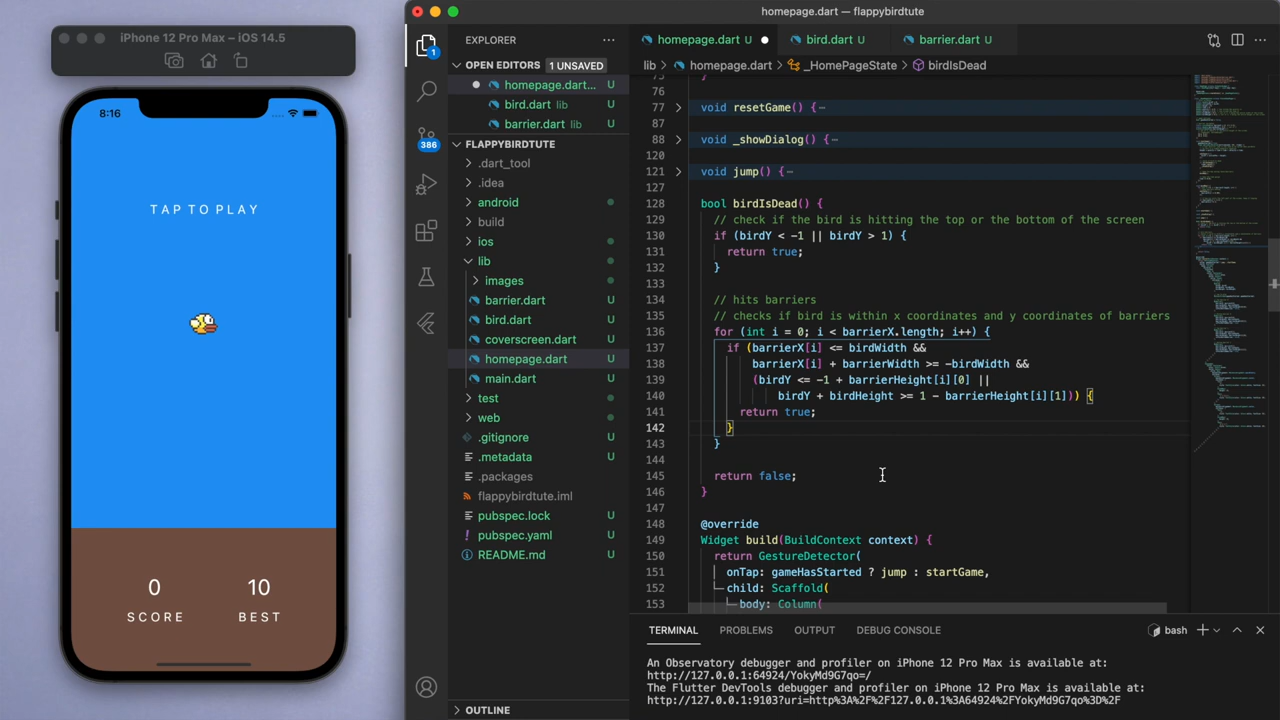 iPhone 12 Pro Max – iOS 14.5
8:16
TAP TO PLAY
0
10
SCORE
BEST
homepage.dart — flappybirdtute
EXPLORER
OPEN EDITORS
1 UNSAVED
homepage.dart... U
bird.dart lib U
barrier.dart lib U
FLAPPYBIRDTUTE
.dart_tool
.idea
android
build
ios
lib
images
barrier.dart U
bird.dart U
coverscreen.dart U
homepage.dart U
main.dart U
test
web
.gitignore U
.metadata U
.packages
flappybirdtute.iml
pubspec.lock U
pubspec.yaml U
README.md U
OUTLINE
1
386
homepage.dart U
bird.dart U
barrier.dart U
lib > homepage.dart > _HomePageState > birdIsDead
75 }
76
77 void resetGame() {
87
88 void _showDialog() {
120
121 void jump() {
127
128 bool birdIsDead() {
129 // check if the bird is hitting the top or the bottom of the screen
130 if (birdY < -1 || birdY > 1) {
131 return true;
132 }
133
134 // hits barriers
135 // checks if bird is within x coordinates and y coordinates of barriers
136 for (int i = 0; i < barrierX.length; i++) {
137 if (barrierX[i] <= birdWidth &&
138 barrierX[i] + barrierWidth >= -birdWidth &&
139 (birdY <= -1 + barrierHeight[i][0] ||
140 birdY + birdHeight >= 1 - barrierHeight[i][1])) {
141 return true;
142 }
143 }
144
145 return false;
146 }
147
148 @override
149 Widget build(BuildContext context) {
150 return GestureDetector(
151 onTap: gameHasStarted ? jump : startGame,
152 child: Scaffold(
153 body: Column(
TERMINAL
PROBLEMS
OUTPUT
DEBUG CONSOLE
bash
An Observatory debugger and profiler on iPhone 12 Pro Max is available at:
http://127.0.0.1:64924/YokyMd9G7qo=/
The Flutter DevTools debugger and profiler on iPhone 12 Pro Max is available at:
http://127.0.0.1:9103?uri=http%3A%2F%2F127.0.0.1%3A64924%2FYokyMd9G7qo%3D%2F